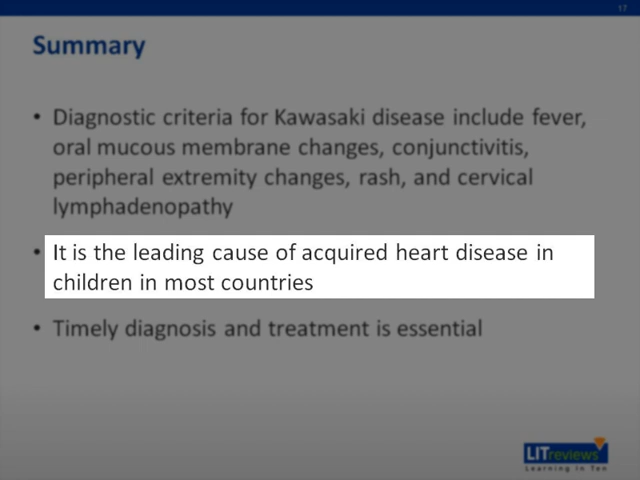 17
Summary
• Diagnostic criteria for Kawasaki disease include fever,
oral mucous membrane changes, conjunctivitis,
peripheral extremity changes, rash, and cervical
lymphadenopathy
• It is the leading cause of acquired heart disease in
children in most countries
• Timely diagnosis and treatment is essential
LITreviews
Learning In Ten